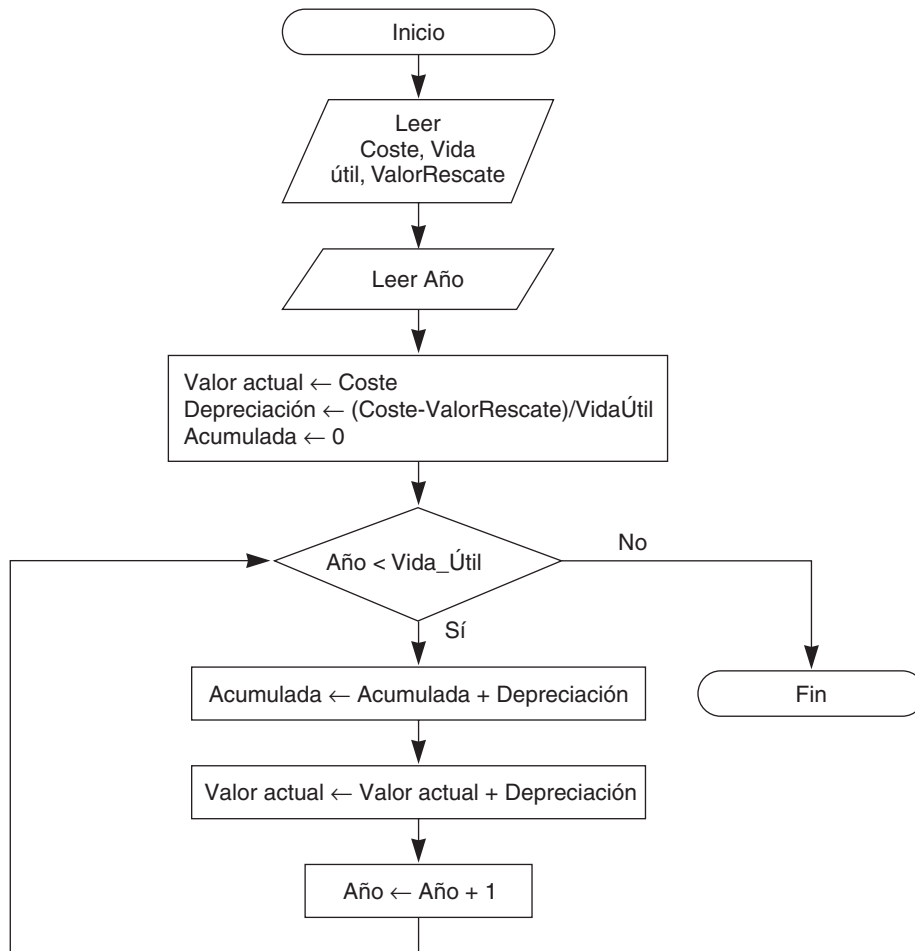 Inicio
Leer
Coste, Vida
útil, ValorRescate
Leer Año
Valor actual ← Coste
Depreciación ← (Coste-ValorRescate)/VidaÚtil
Acumulada ← 0
Año < Vida_Útil
No
Sí
Acumulada ← Acumulada + Depreciación
Fin
Valor actual ← Valor actual + Depreciación
Año ← Año + 1